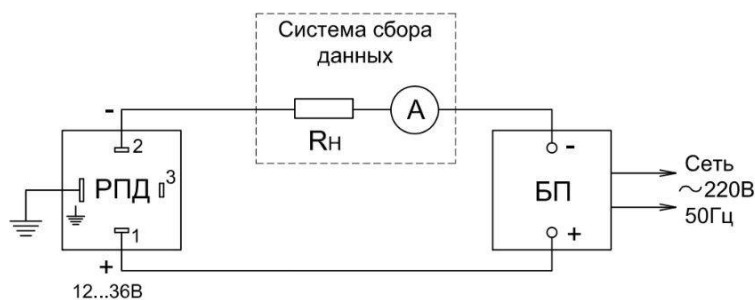 Система сбора
данных
-
A
Rн
2
РПД
3
1
+
12...36В
-
БП
+
Сеть
~220В
50Гц